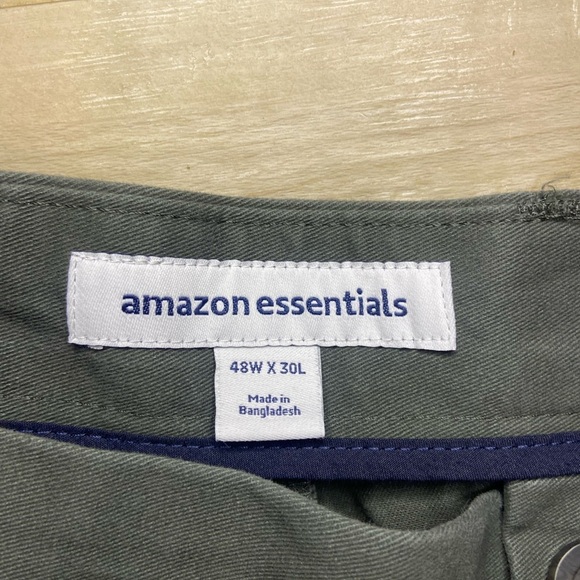 amazon essentials
48W X 30L
Made in
Bangladesh